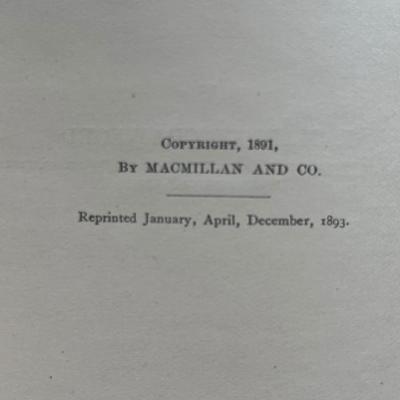 Copyright, 1891,
By MACMILLAN AND CO.
Reprinted January, April, December, 1893.